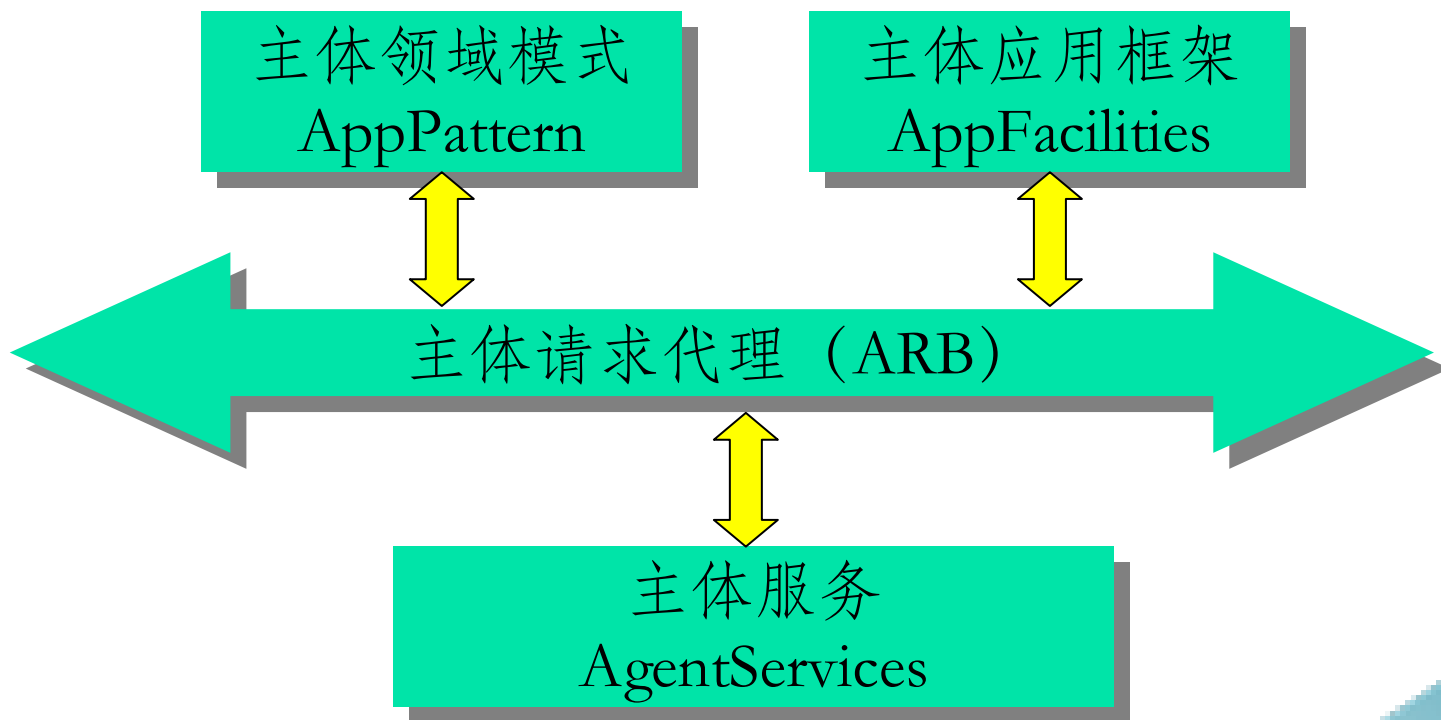 主体领域模式
AppPattern
主体应用框架
AppFacilities
主体请求代理（ARB）
主体服务
AgentServices